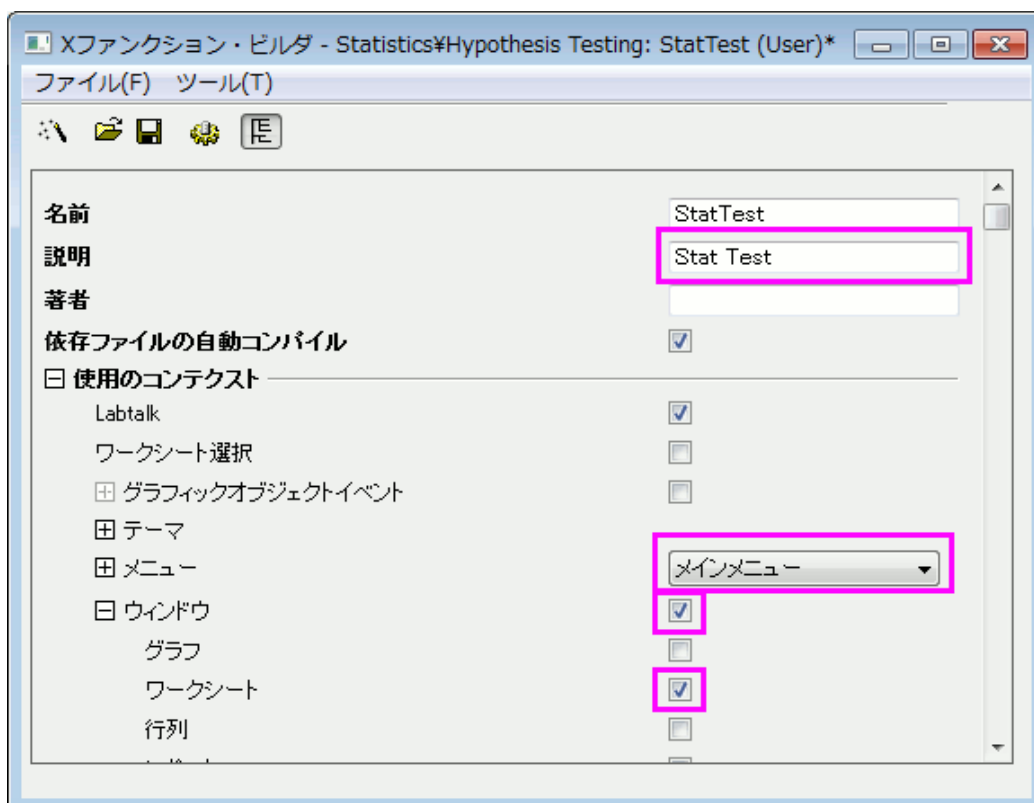 Xファンクション・ビルダ - Statistics¥Hypothesis Testing: StatTest (User)*
ファイル(F) ツール(T)
名前 StatTest
説明 Stat Test
著者
依存ファイルの自動コンパイル
使用のコンテクスト
Labtalk
ワークシート選択
グラフィックオブジェクトイベント
テーマ
メニュー メインメニュー
ウィンドウ
グラフ
ワークシート
行列